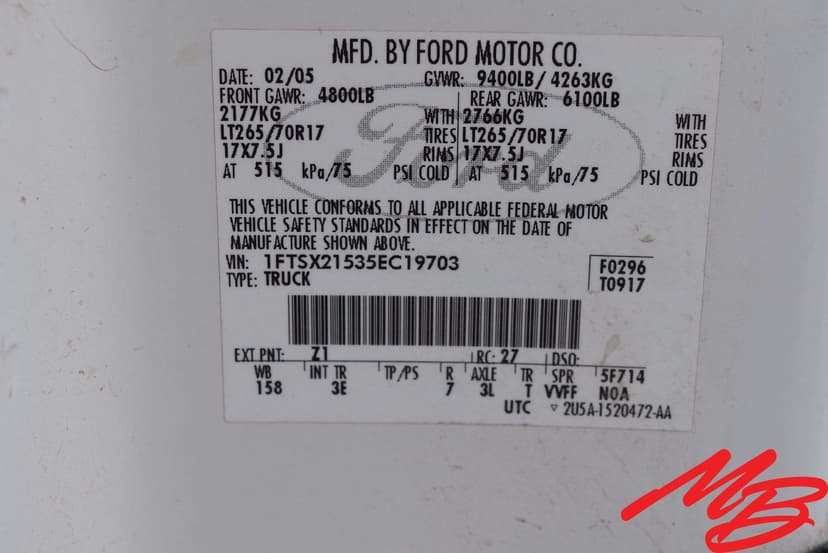 MFD. BY FORD MOTOR CO.
DATE: 02/05 GVWR: 9400LB/ 4263KG
FRONT GAWR: 4800LB REAR GAWR: 6100LB
2177KG WITH 2766KG WITH
LT265/70R17 TIRES LT265/70R17 TIRES
17X7.5J RIMS 17X7.5J RIMS
AT 515 kPa/75 PSI COLD AT 515 kPa/75 PSI COLD
Ford
THIS VEHICLE CONFORMS TO ALL APPLICABLE FEDERAL MOTOR
VEHICLE SAFETY STANDARDS IN EFFECT ON THE DATE OF
MANUFACTURE SHOWN ABOVE.
VIN: 1FTSX21535EC19703 F0296
TYPE: TRUCK T0917
EXT PNT: Z1 RC: 27 DSO:
WB INT TR TP/PS R AXLE TR SPR 5F714
158 3E 7 3L T VVFF N0A
UTC ▽ 2U5A-1520472-AA
MB